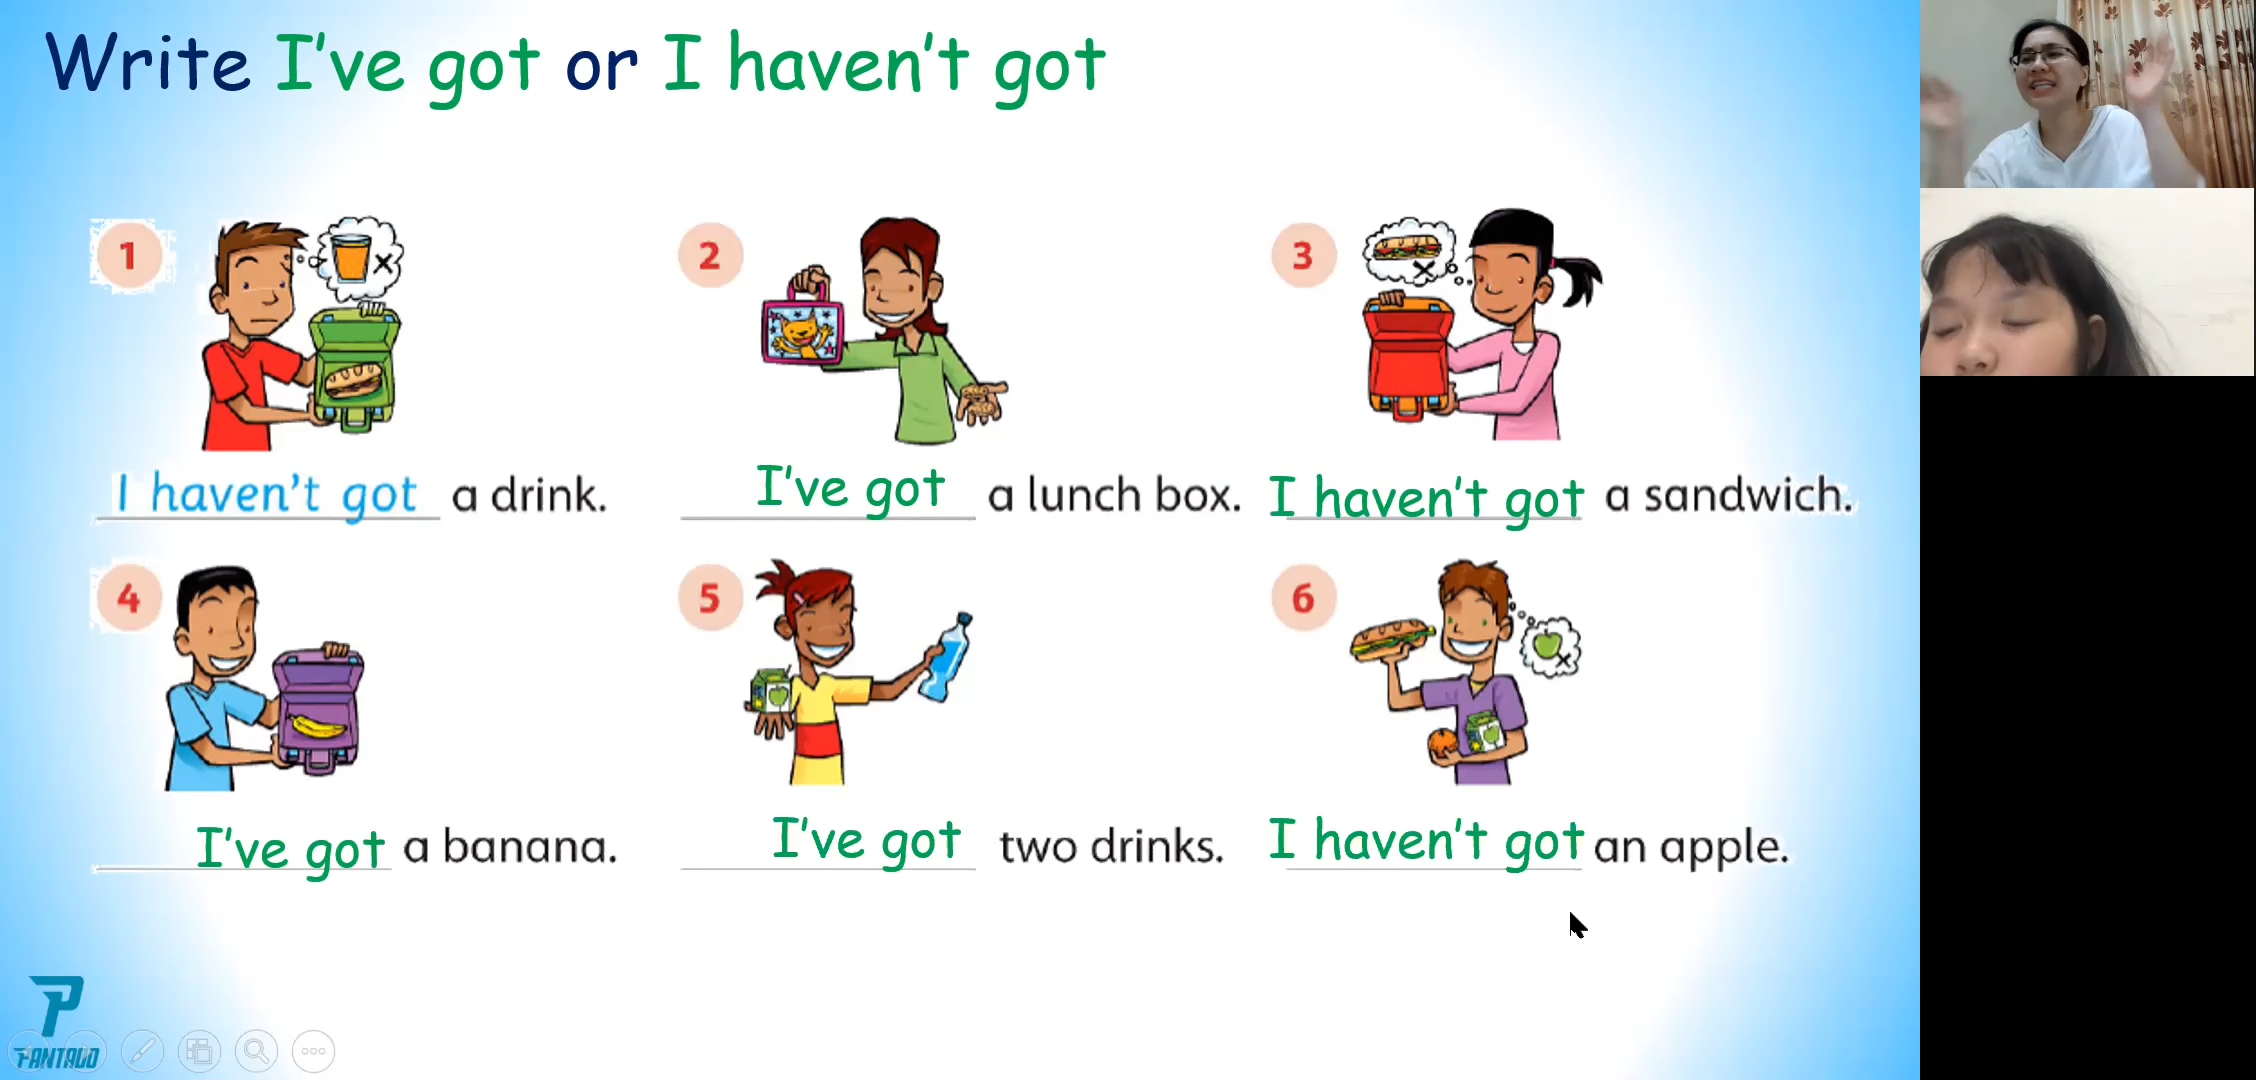 Write I've got or I haven't got
1
2
3
I haven't got a drink.
I've got a lunch box.
I haven't got a sandwich.
4
5
6
I've got a banana.
I've got two drinks.
I haven't got an apple.
FANTALO